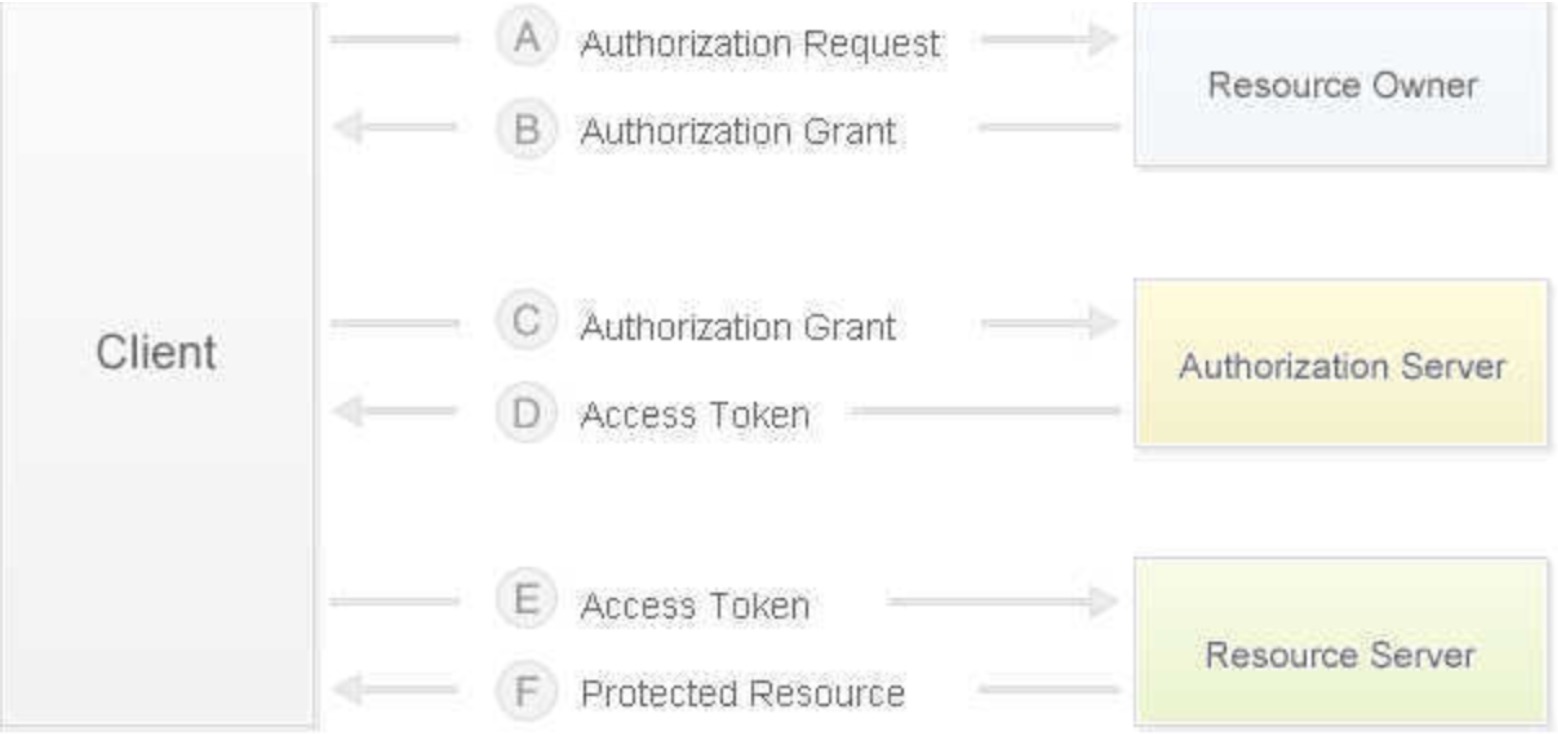 A Authorization Request
Resource Owner
B Authorization Grant
Client
C Authorization Grant
Authorization Server
D Access Token
E Access Token
Resource Server
F Protected Resource